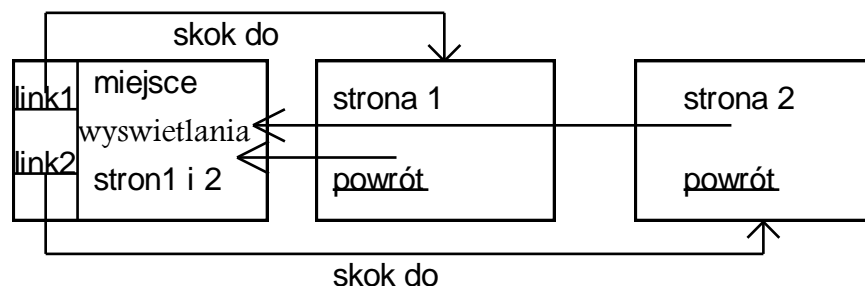 skok do
link1
miejsce
wyswietlania
link2
stron1 i 2
strona 1
powrót
strona 2
powrót
skok do